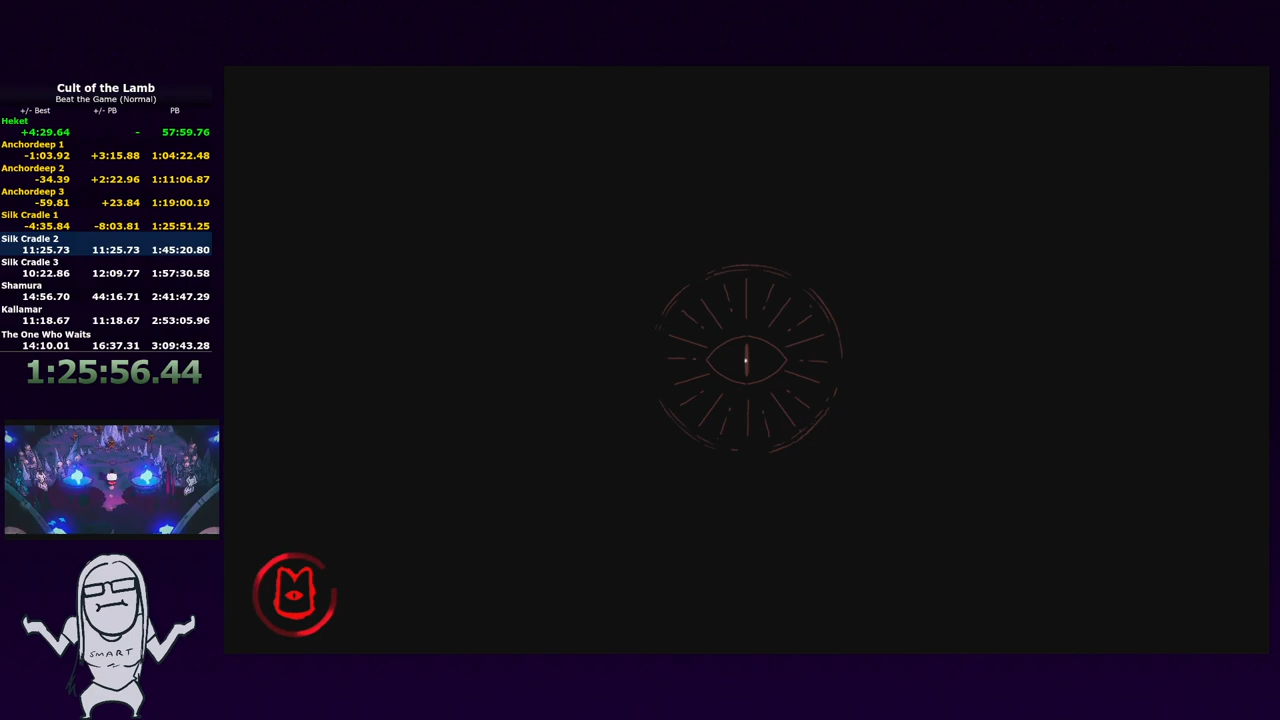 Cult of the Lamb
Beat the Game (Normal)
+/- Best +/- PB PB
Heket
+4:29.64 - 57:59.76
Anchordeep 1
-1:03.92 +3:15.88 1:04:22.48
Anchordeep 2
-34.39 +2:22.96 1:11:06.87
Anchordeep 3
-59.81 +23.84 1:19:00.19
Silk Cradle 1
-4:35.84 -8:03.81 1:25:51.25
Silk Cradle 2
11:25.73 11:25.73 1:45:20.80
Silk Cradle 3
10:22.86 12:09.77 1:57:30.58
Shamura
14:56.70 44:16.71 2:41:47.29
Kallamar
11:18.67 11:18.67 2:53:05.96
The One Who Waits
14:10.01 16:37.31 3:09:43.28
1:25:56.44
SMART